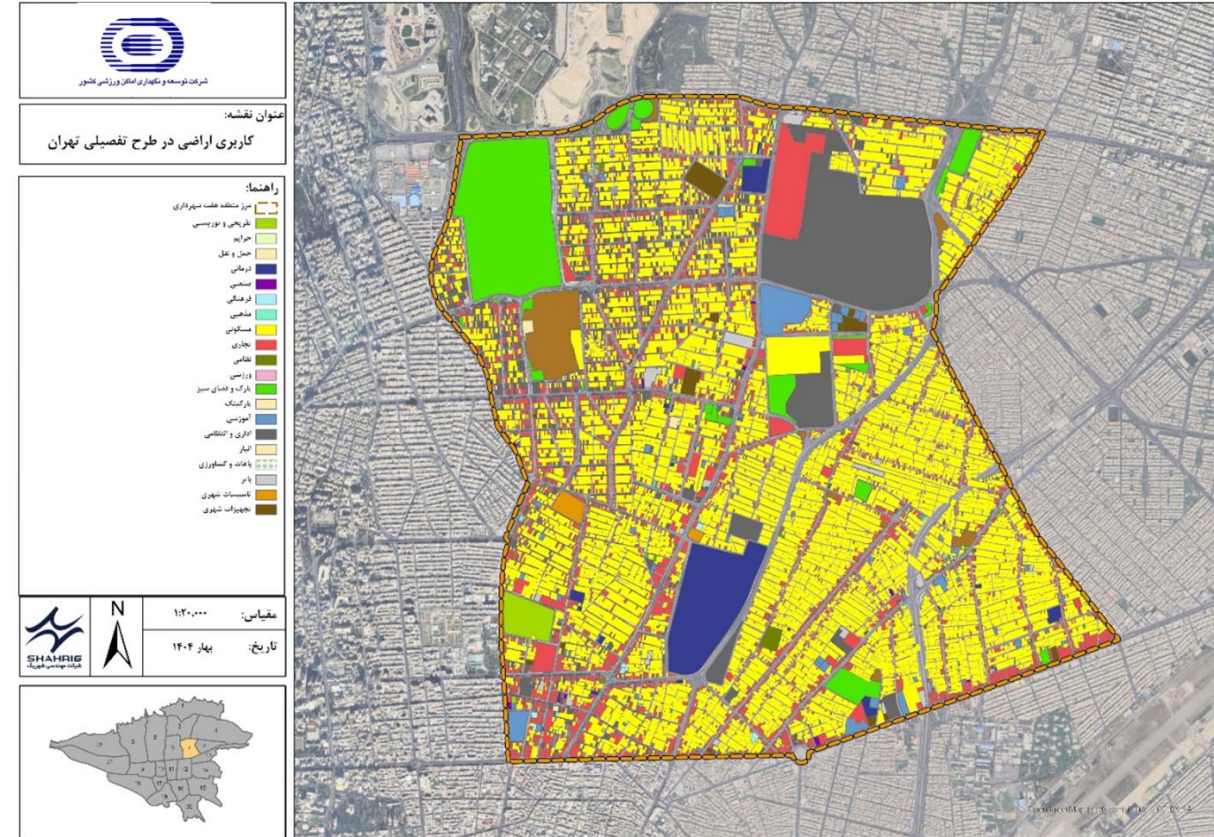 شرکت توسعه و نگهداری اماکن ورزشی کشور
عنوان نقشه:
کاربری اراضی در طرح تفصیلی تهران
راهنما:
مرز منطقه هفت شهرداری
تفریحی و توریستی
حرایم
حمل و نقل
درمانی
صنعتی
فرهنگی
مذهبی
مسکونی
تجاری
نظامی
ورزشی
پارک و فضای سبز
پارکینگ
آموزشی
اداری و انتظامی
انبار
باغات و کشاورزی
بایر
تاسیسات شهری
تجهیزات شهری
مقیاس:
۱:۲۰,۰۰۰
N
تاریخ:
بهار ۱۴۰۴
SHAHRIG
شرکت مهندسی شهریگ